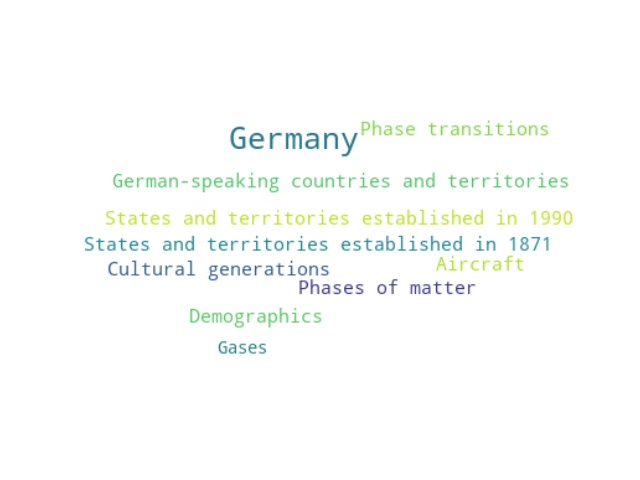 Phase transitions
Germany
German-speaking countries and territories
States and territories established in 1990
States and territories established in 1871
Aircraft
Cultural generations
Phases of matter
Demographics
Gases